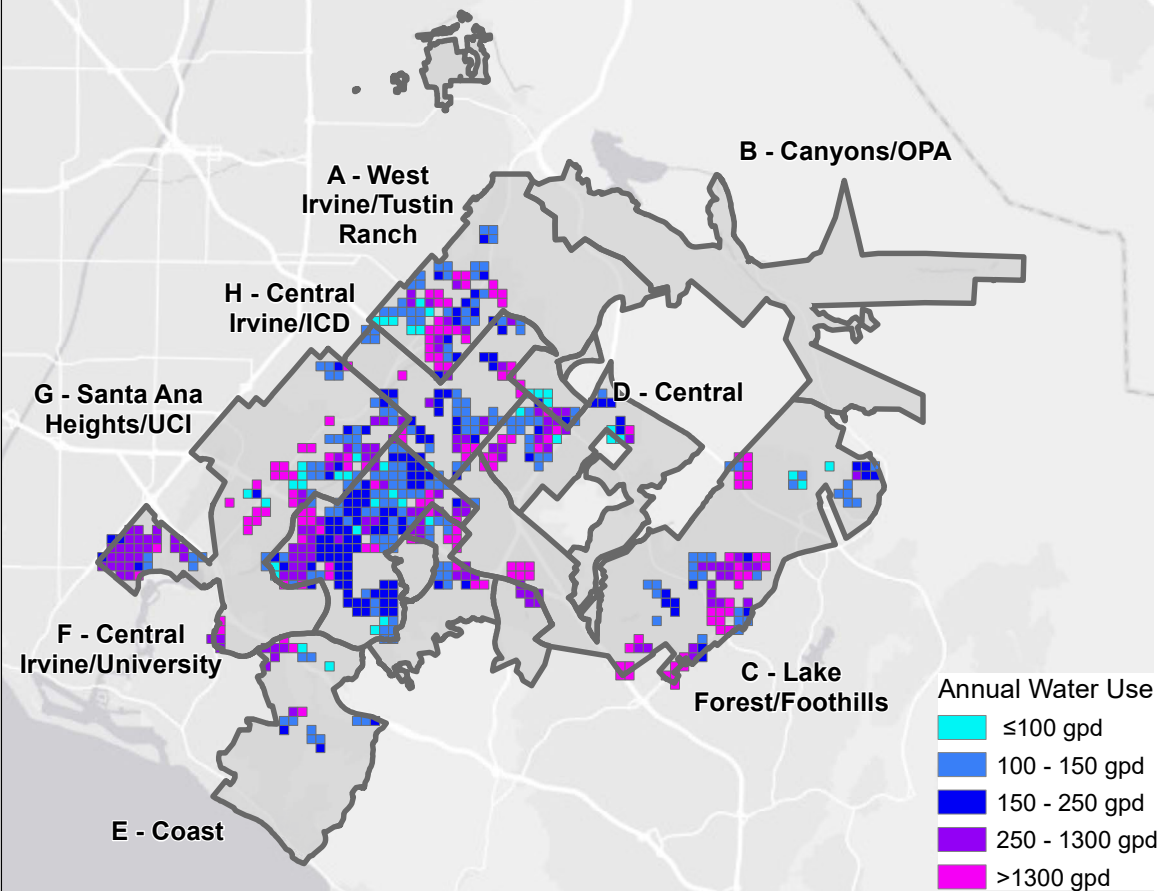 B - Canyons/OPA
A - West
Irvine/Tustin
Ranch
H - Central
Irvine/ICD
G - Santa Ana
Heights/UCI
D - Central
F - Central
Irvine/University
C - Lake
Forest/Foothills
E - Coast
Annual Water Use
≤100 gpd
100 - 150 gpd
150 - 250 gpd
250 - 1300 gpd
>1300 gpd